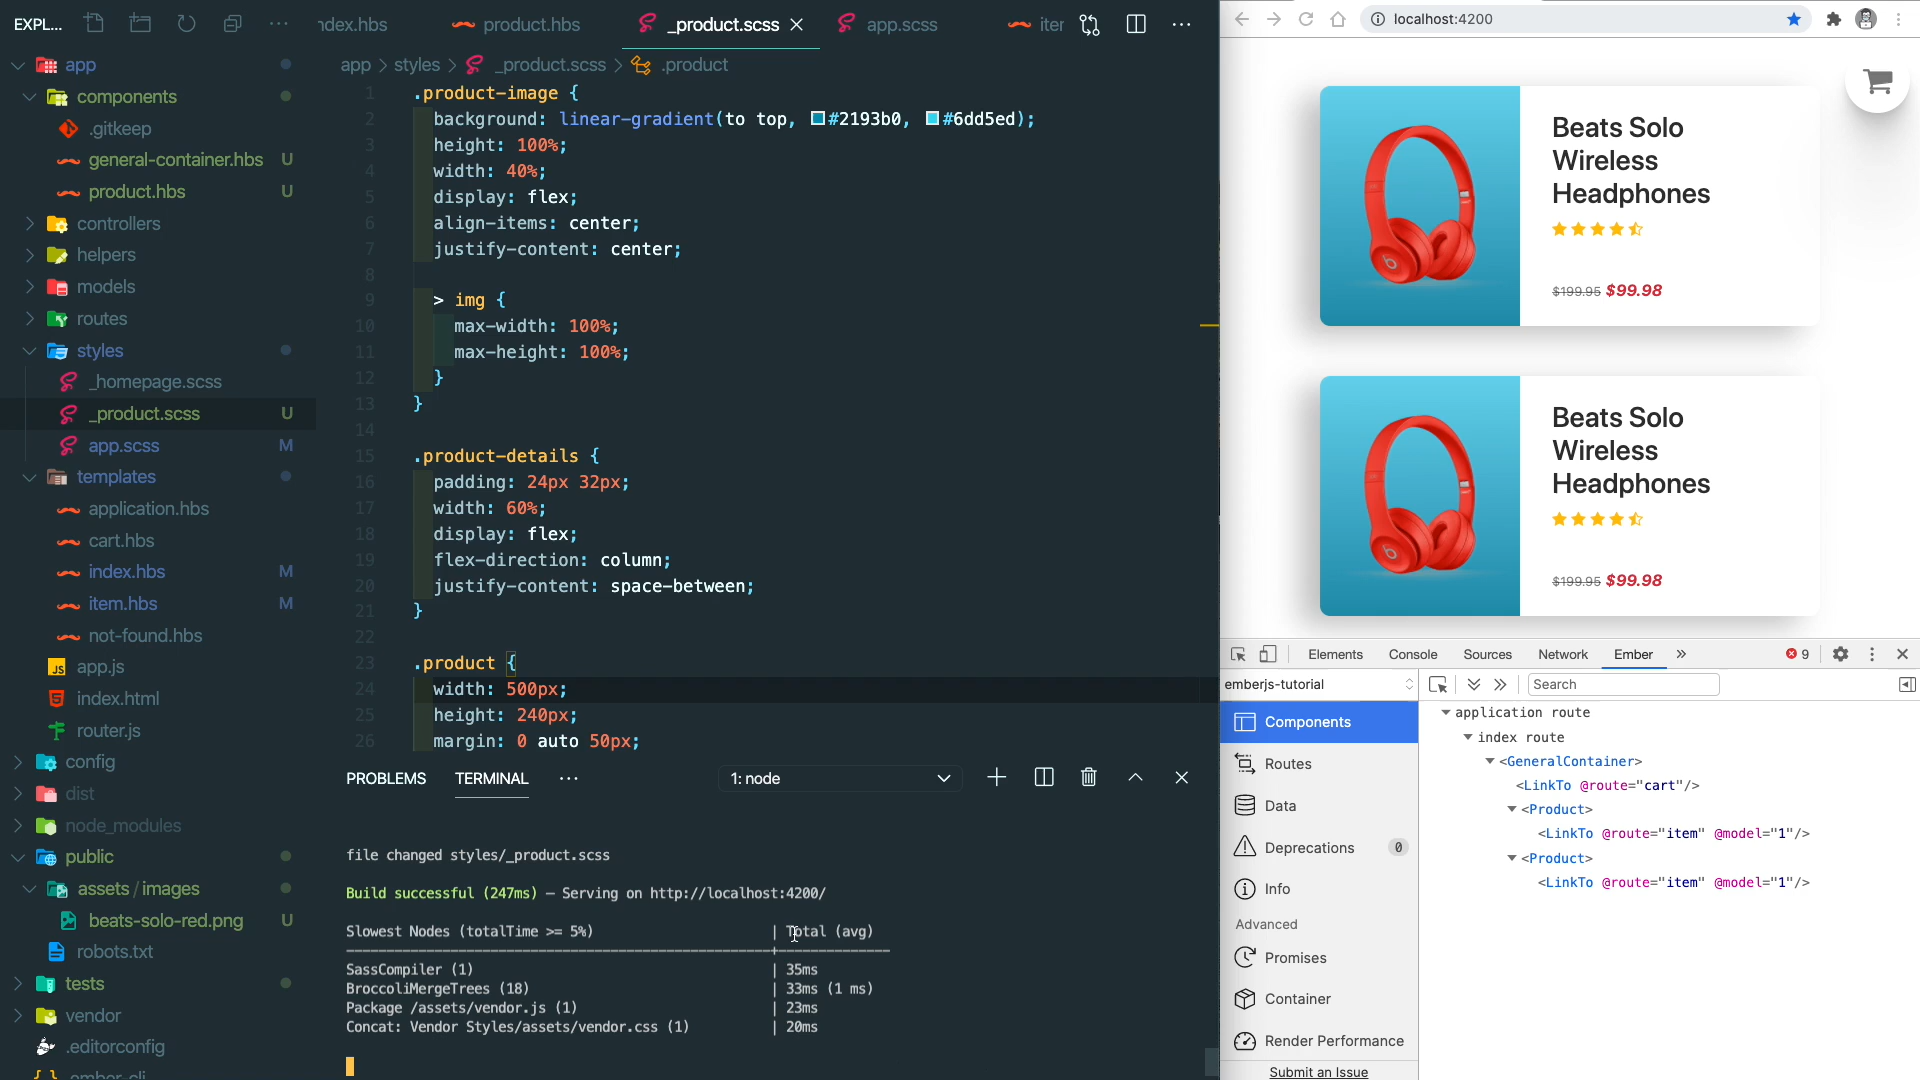 EXPL...
app
components
.gitkeep
general-container.hbs U
product.hbs U
controllers
helpers
models
routes
styles
_homepage.scss
_product.scss U
app.scss M
templates
application.hbs
cart.hbs
index.hbs M
item.hbs M
not-found.hbs
app.js
index.html
router.js
config
dist
node_modules
public
assets / images
beats-solo-red.png U
robots.txt
tests
vendor
.editorconfig
ndex.hbs product.hbs _product.scss app.scss iter
app > styles > _product.scss > .product
1 .product-image {
2 background: linear-gradient(to top, #2193b0, #6dd5ed);
3 height: 100%;
4 width: 40%;
5 display: flex;
6 align-items: center;
7 justify-content: center;
8
9 > img {
10 max-width: 100%;
11 max-height: 100%;
12 }
13 }
14
15 .product-details {
16 padding: 24px 32px;
17 width: 60%;
18 display: flex;
19 flex-direction: column;
20 justify-content: space-between;
21 }
22
23 .product {
24 width: 500px;
25 height: 240px;
26 margin: 0 auto 50px;
PROBLEMS TERMINAL ··· 1: node
file changed styles/_product.scss
Build successful (247ms) – Serving on http://localhost:4200/
Slowest Nodes (totalTime >= 5%) | Total (avg)
SassCompiler (1) | 35ms
BroccoliMergeTrees (18) | 33ms (1 ms)
Package /assets/vendor.js (1) | 23ms
Concat: Vendor Styles/assets/vendor.css (1) | 20ms
localhost:4200
Beats Solo
Wireless
Headphones
$199.95 $99.98
Beats Solo
Wireless
Headphones
$199.95 $99.98
Elements Console Sources Network Ember » 9
emberjs-tutorial
Search
Components
Routes
Data
Deprecations 0
Info
Advanced
Promises
Container
Render Performance
Submit an Issue
application route
index route
<GeneralContainer>
<LinkTo @route="cart"/>
<Product>
<LinkTo @route="item" @model="1"/>
<Product>
<LinkTo @route="item" @model="1"/>